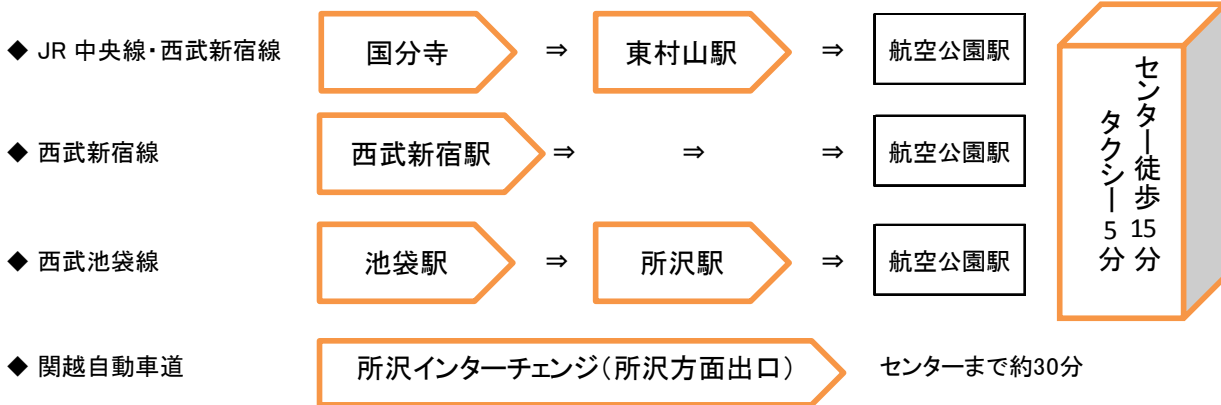 ◆ JR 中央線・西武新宿線 国分寺 ⇒ 東村山駅 ⇒ 航空公園駅
◆ 西武新宿線 西武新宿駅 ⇒ ⇒ ⇒ 航空公園駅
◆ 西武池袋線 池袋駅 ⇒ 所沢駅 ⇒ 航空公園駅
センター徒歩15分
タクシー5分
◆ 関越自動車道 所沢インターチェンジ（所沢方面出口） センターまで約30分